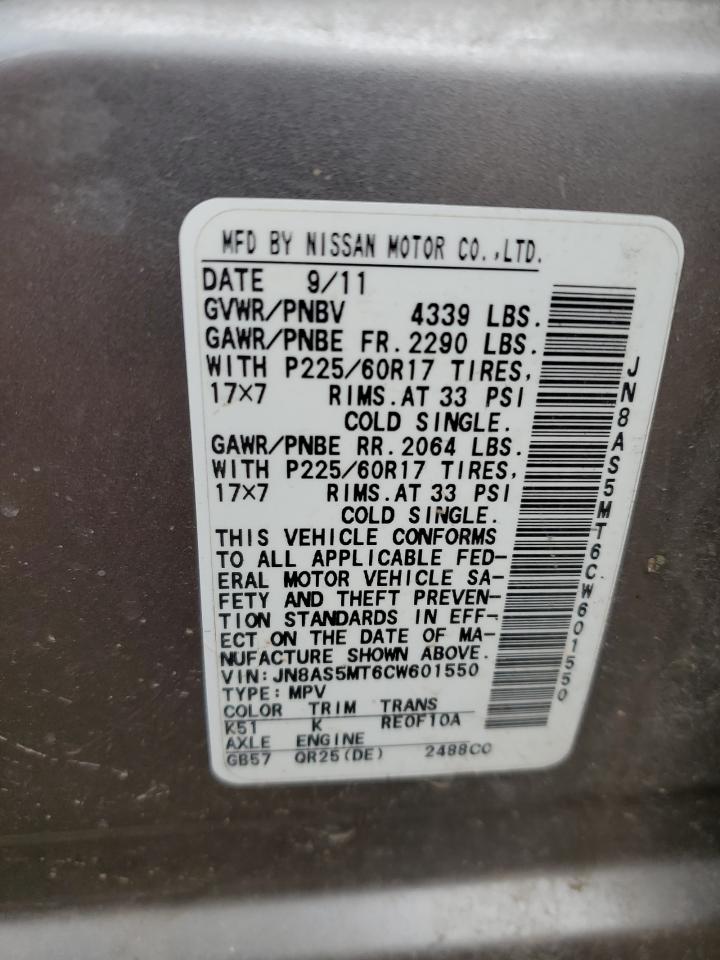 MFD BY NISSAN MOTOR CO.,LTD.
DATE 9/11
GVWR/PNBV 4339 LBS.
GAWR/PNBE FR. 2290 LBS.
WITH P225/60R17 TIRES,
17×7 RIMS.AT 33 PSI
COLD SINGLE.
GAWR/PNBE RR. 2064 LBS.
WITH P225/60R17 TIRES,
17×7 RIMS.AT 33 PSI
COLD SINGLE.
THIS VEHICLE CONFORMS
TO ALL APPLICABLE FED-
ERAL MOTOR VEHICLE SA-
FETY AND THEFT PREVEN-
TION STANDARDS IN EFF-
ECT ON THE DATE OF MA-
NUFACTURE SHOWN ABOVE.
VIN:JN8AS5MT6CW601550
TYPE:MPV
COLOR TRIM TRANS
K51 K RE0F10A
AXLE ENGINE
GB57 QR25(DE) 2488CC
JN8AS5MT6CW601550